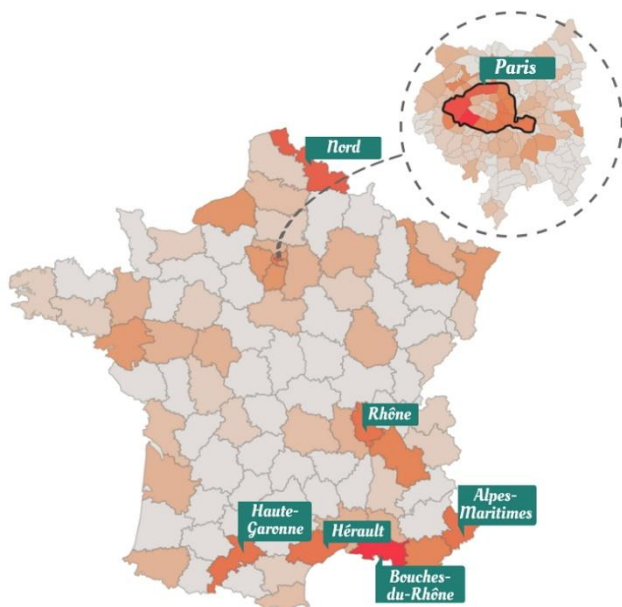 Paris
Nord
Rhône
Alpes-
Maritimes
Haute-
Garonne
Hérault
Bouches-
du-Rhône